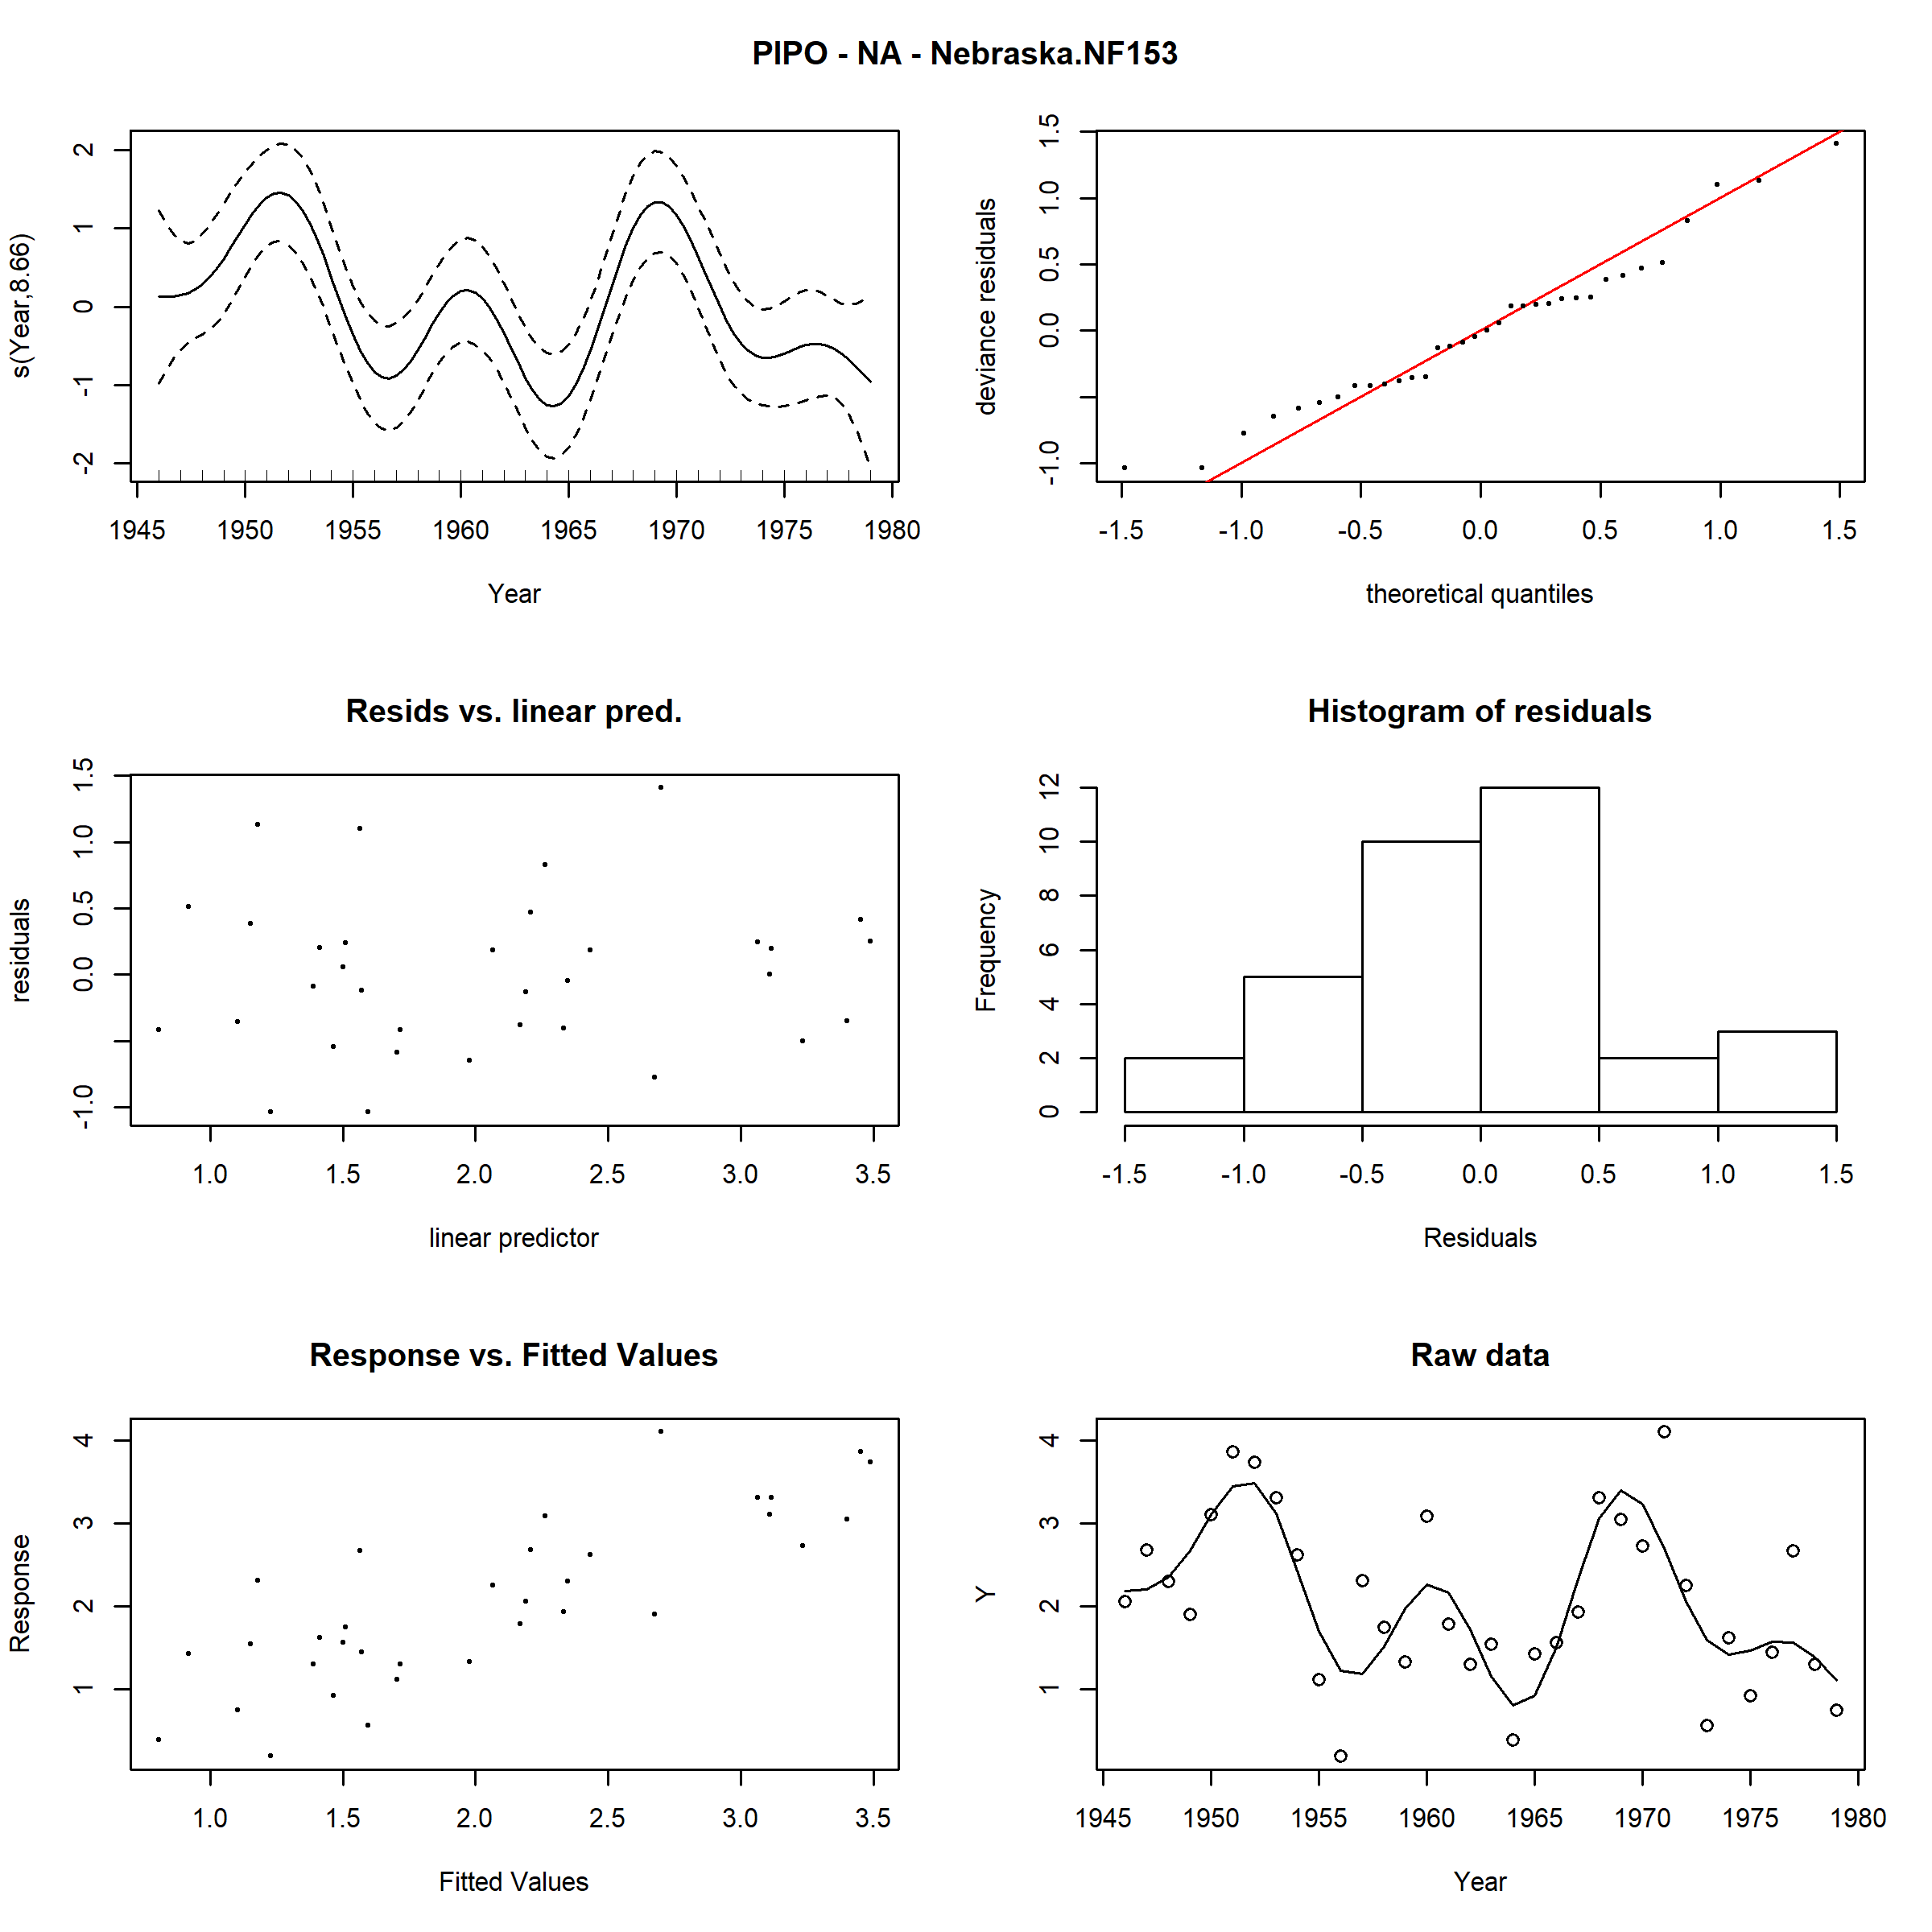 PIPO - NA - Nebraska.NF153
s(Year,8.66)
2
1
0
-1
-2
1945 1950 1955 1960 1965 1970 1975 1980
Year
deviance residuals
1.5
1.0
0.5
0.0
-1.0
-1.5 -1.0 -0.5 0.0 0.5 1.0 1.5
theoretical quantiles
Resids vs. linear pred.
residuals
1.5
1.0
0.5
0.0
-1.0
1.0 1.5 2.0 2.5 3.0 3.5
linear predictor
Histogram of residuals
Frequency
12
10
8
6
4
2
0
-1.5 -1.0 -0.5 0.0 0.5 1.0 1.5
Residuals
Response vs. Fitted Values
Response
4
3
2
1
1.0 1.5 2.0 2.5 3.0 3.5
Fitted Values
Raw data
Y
4
3
2
1
1945 1950 1955 1960 1965 1970 1975 1980
Year